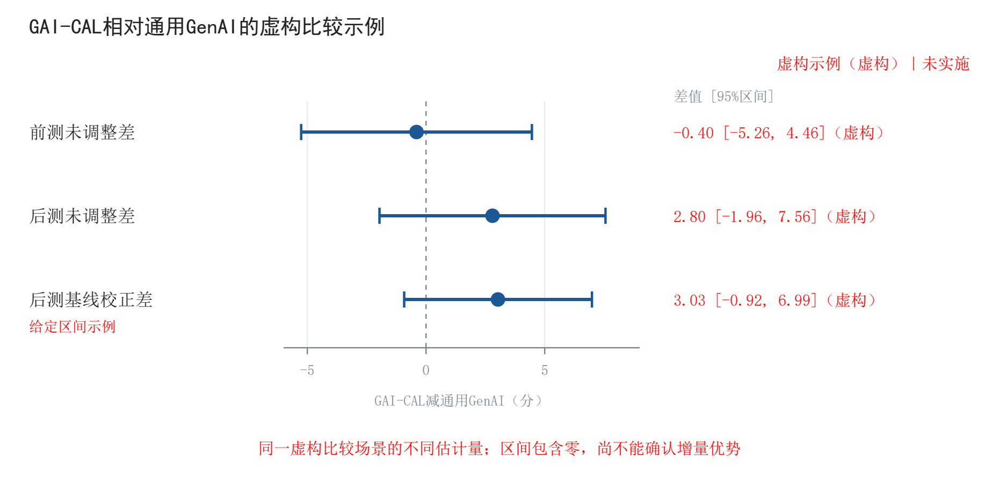 GAI-CAL相对通用GenAI的虚构比较示例
虚构示例（虚构）｜未实施
差值 [95%区间]
前测未调整差
-0.40 [-5.26, 4.46]（虚构）
后测未调整差
2.80 [-1.96, 7.56]（虚构）
后测基线校正差
3.03 [-0.92, 6.99]（虚构）
给定区间示例
-5 0 5
GAI-CAL减通用GenAI（分）
同一虚构比较场景的不同估计量；区间包含零，尚不能确认增量优势